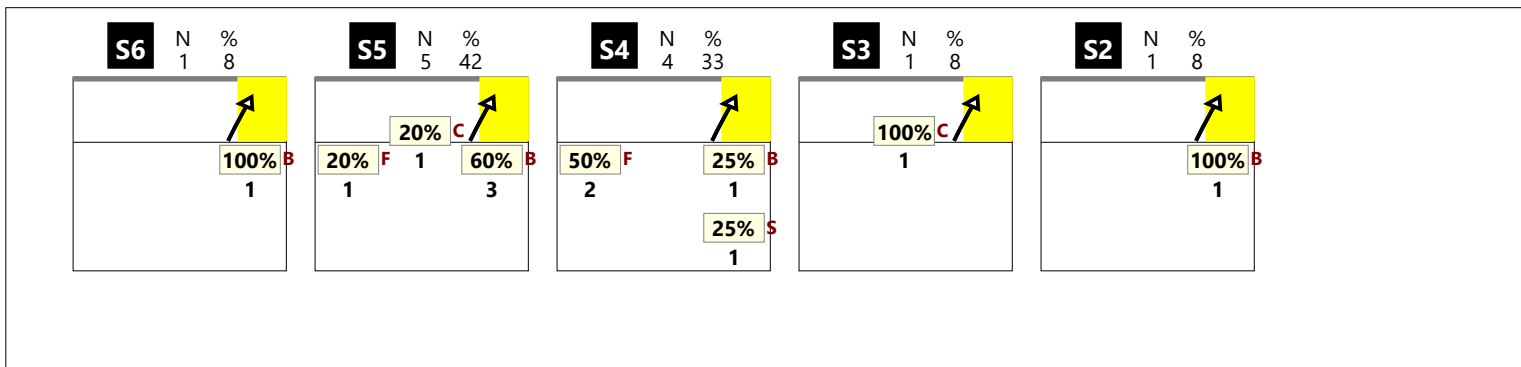 S6 N % 1 8
S5 N % 5 42
S4 N % 4 33
S3 N % 1 8
S2 N % 1 8
100% B
1
20% C
1
20% F
1
60% B
3
50% F
2
25% B
1
25% S
1
100% C
1
100% B
1